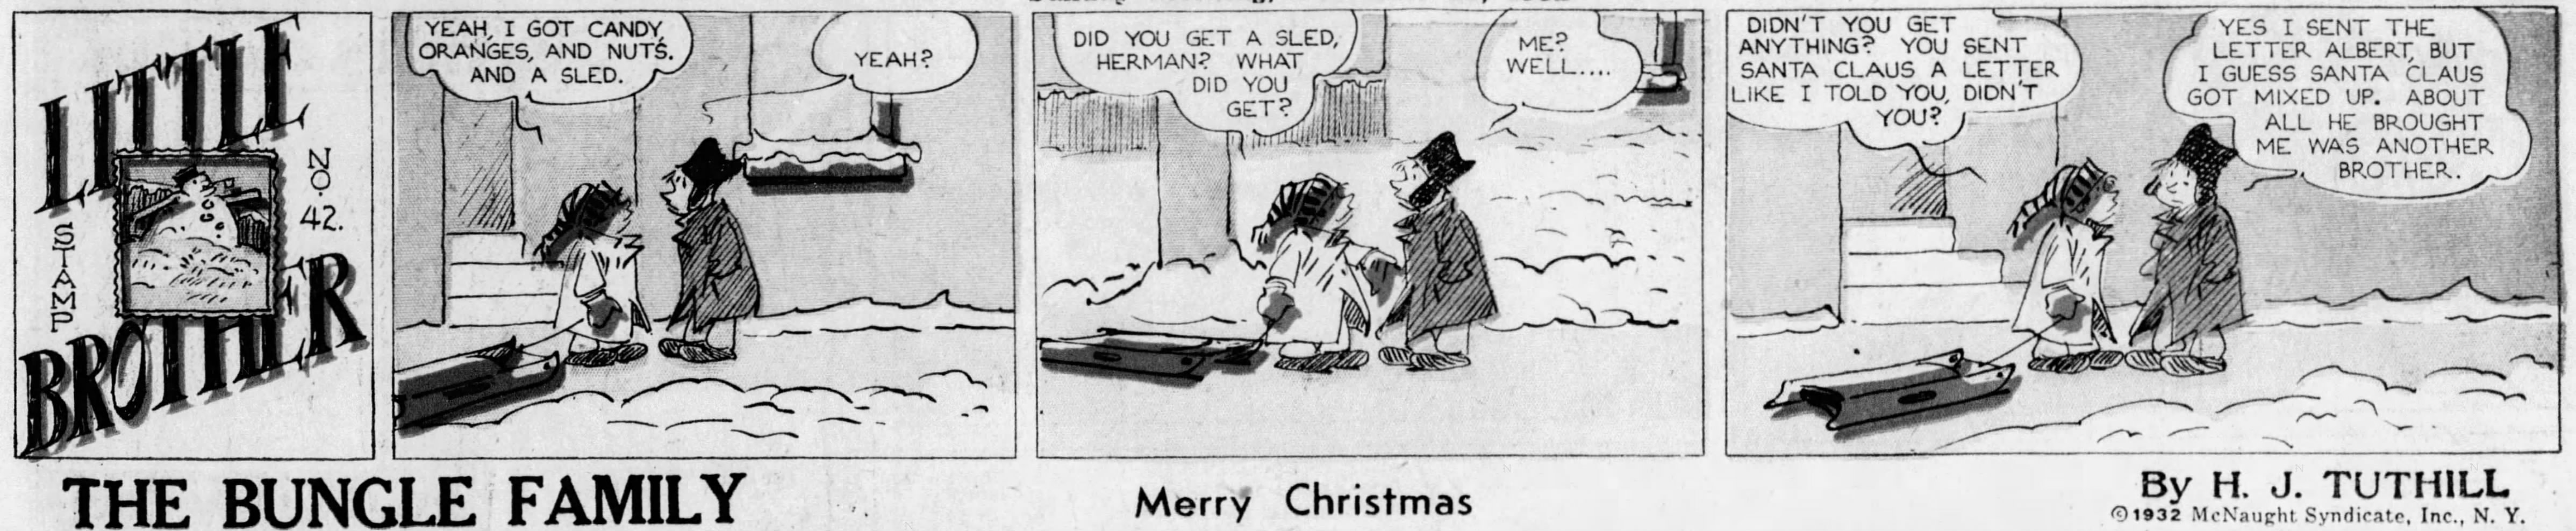 LITTLE
BROTHER
STAMP
NO.
42.
YEAH, I GOT CANDY,
ORANGES, AND NUTS.
AND A SLED.
YEAH?
DID YOU GET A SLED,
HERMAN? WHAT
DID YOU
GET?
ME?
WELL....
DIDN'T YOU GET
ANYTHING? YOU SENT
SANTA CLAUS A LETTER
LIKE I TOLD YOU, DIDN'T
YOU?
YES I SENT THE
LETTER ALBERT, BUT
I GUESS SANTA CLAUS
GOT MIXED UP. ABOUT
ALL HE BROUGHT
ME WAS ANOTHER
BROTHER.
THE BUNGLE FAMILY
Merry Christmas
By H. J. TUTHILL
©1932 McNaught Syndicate, Inc., N. Y.